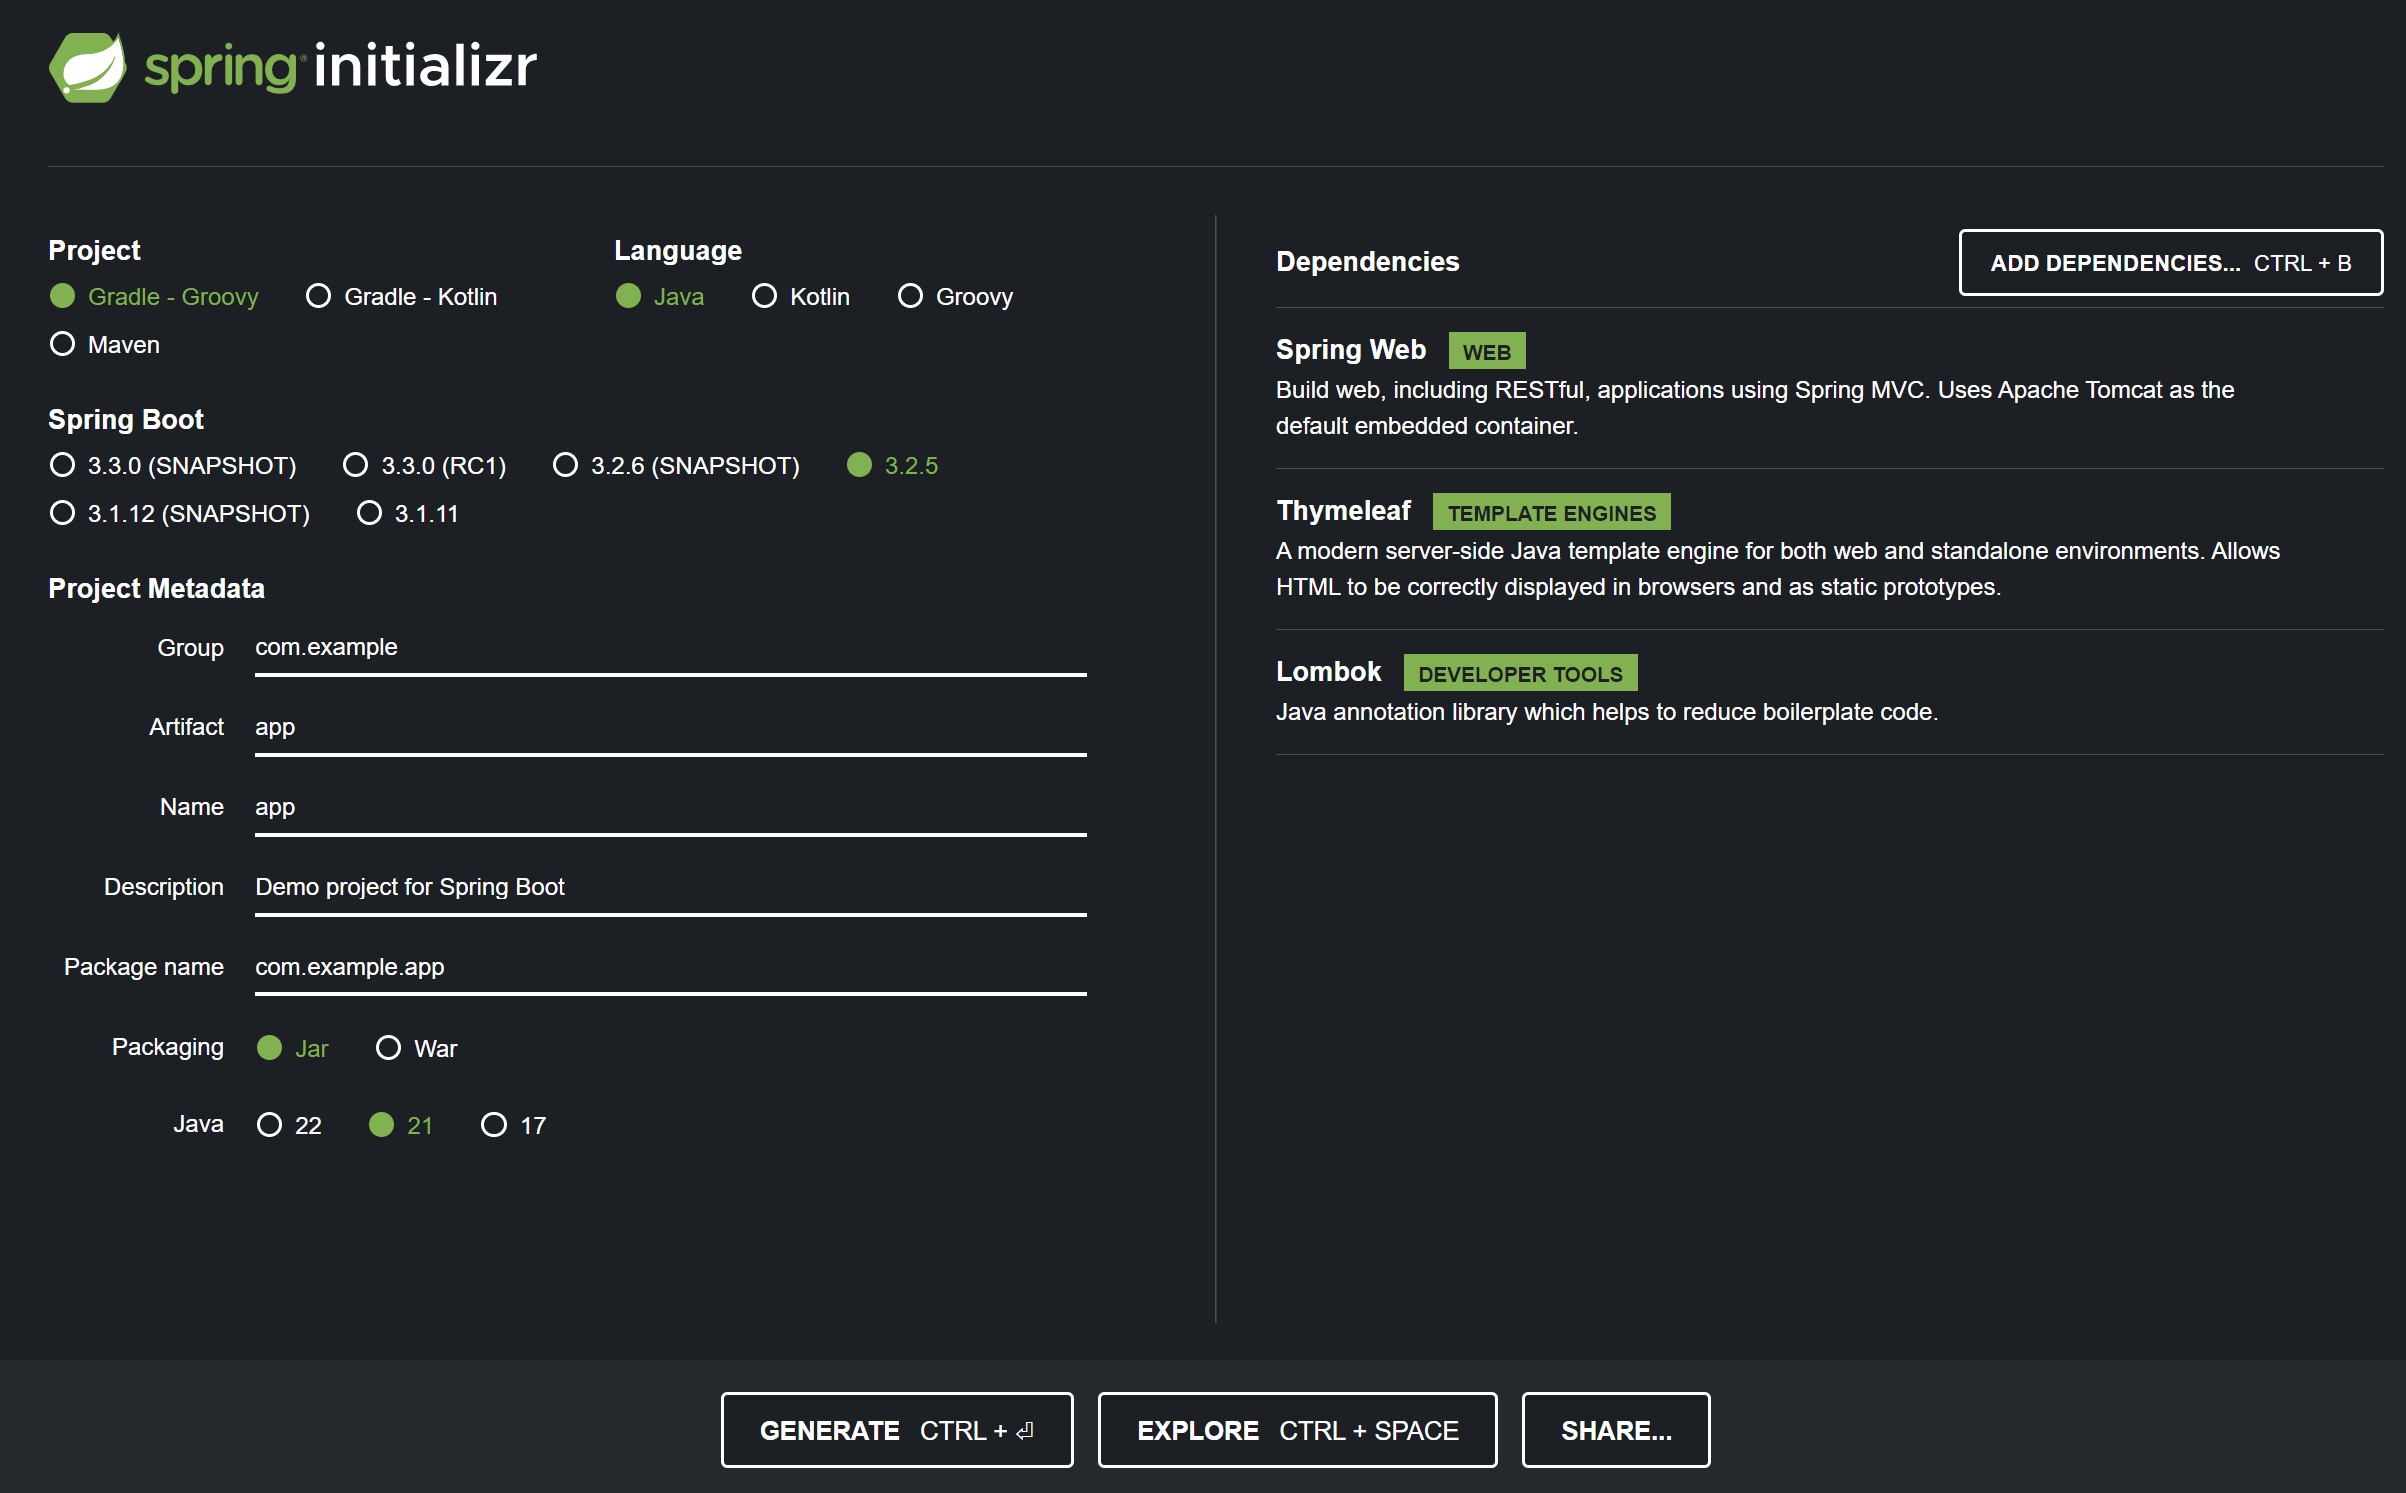 spring initializr
Project
Gradle - Groovy Gradle - Kotlin
Maven
Language
Java Kotlin Groovy
Spring Boot
3.3.0 (SNAPSHOT) 3.3.0 (RC1) 3.2.6 (SNAPSHOT) 3.2.5
3.1.12 (SNAPSHOT) 3.1.11
Project Metadata
Group com.example
Artifact app
Name app
Description Demo project for Spring Boot
Package name com.example.app
Packaging Jar War
Java 22 21 17
Dependencies ADD DEPENDENCIES... CTRL + B
Spring Web WEB
Build web, including RESTful, applications using Spring MVC. Uses Apache Tomcat as the
default embedded container.
Thymeleaf TEMPLATE ENGINES
A modern server-side Java template engine for both web and standalone environments. Allows
HTML to be correctly displayed in browsers and as static prototypes.
Lombok DEVELOPER TOOLS
Java annotation library which helps to reduce boilerplate code.
GENERATE CTRL + ⏎ EXPLORE CTRL + SPACE SHARE...